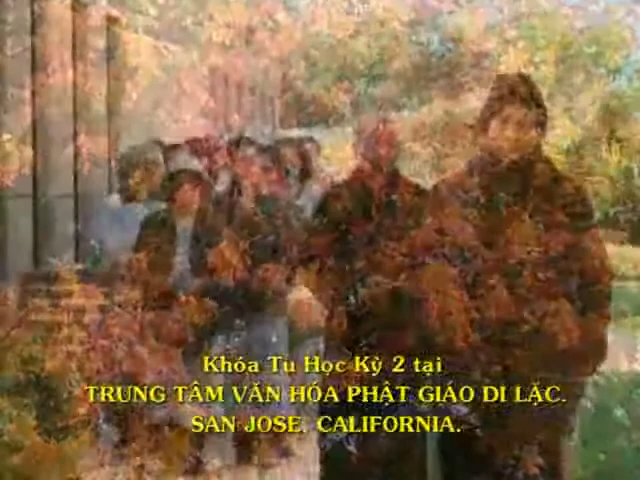 Khóa Tu Học Kỳ 2 tại
TRUNG TÂM VĂN HÓA PHẬT GIÁO DI LẶC.
SAN JOSE, CALIFORNIA.